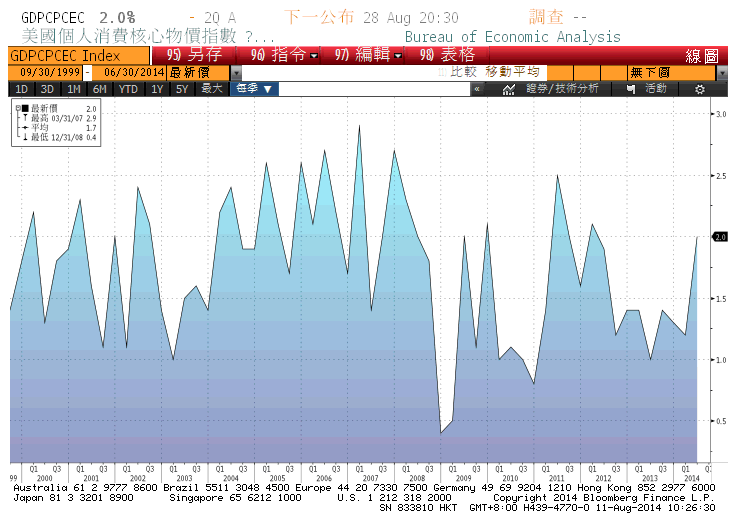 GDPCPCEC 2.0% - 2Q A 下一公布 28 Aug 20:30 調查 --
美國個人消費核心物價指數 ?... Bureau of Economic Analysis
GDPCPCEC Index 95) 另存 96) 指令 97) 編輯 98) 表格 線圖
09/30/1999 - 06/30/2014 最新價 比較 移動平均 無下價
1D 3D 1M 6M YTD 1Y 5Y 最大 每季 ▼ « 證券/技術分析 活動
最新價 2.0
最高 03/31/07 2.9
平均 1.7
最低 12/31/08 0.4
3.0
2.5
2.0
1.5
1.0
0.5
Q1 Q3 Q1 Q3 Q1 Q3 Q1 Q3 Q1 Q3 Q1 Q3 Q1 Q3 Q1 Q3 Q1 Q3 Q1 Q3 Q1 Q3 Q1 Q3 Q1 Q3 Q1 Q3 Q1
99 2000 2001 2002 2003 2004 2005 2006 2007 2008 2009 2010 2011 2012 2013 2014
Australia 61 2 9777 8600 Brazil 5511 3048 4500 Europe 44 20 7330 7500 Germany 49 69 9204 1210 Hong Kong 852 2977 6000
Japan 81 3 3201 8900 Singapore 65 6212 1000 U.S. 1 212 318 2000 Copyright 2014 Bloomberg Finance L.P.
SN 833810 HKT GMT+8:00 H439-4770-0 11-Aug-2014 10:26:30